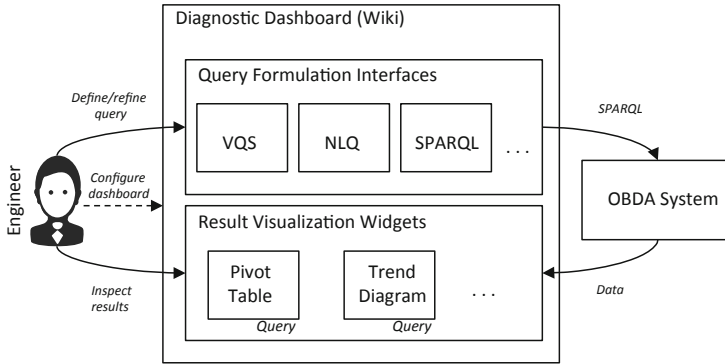 Diagnostic Dashboard (Wiki)
Query Formulation Interfaces
Define/refine
query
SPARQL
VQS
NLQ
SPARQL
. . .
Engineer
Configure
dashboard
OBDA System
Result Visualization Widgets
Pivot
Table
Trend
Diagram
. . .
Inspect
results
Query
Query
Data